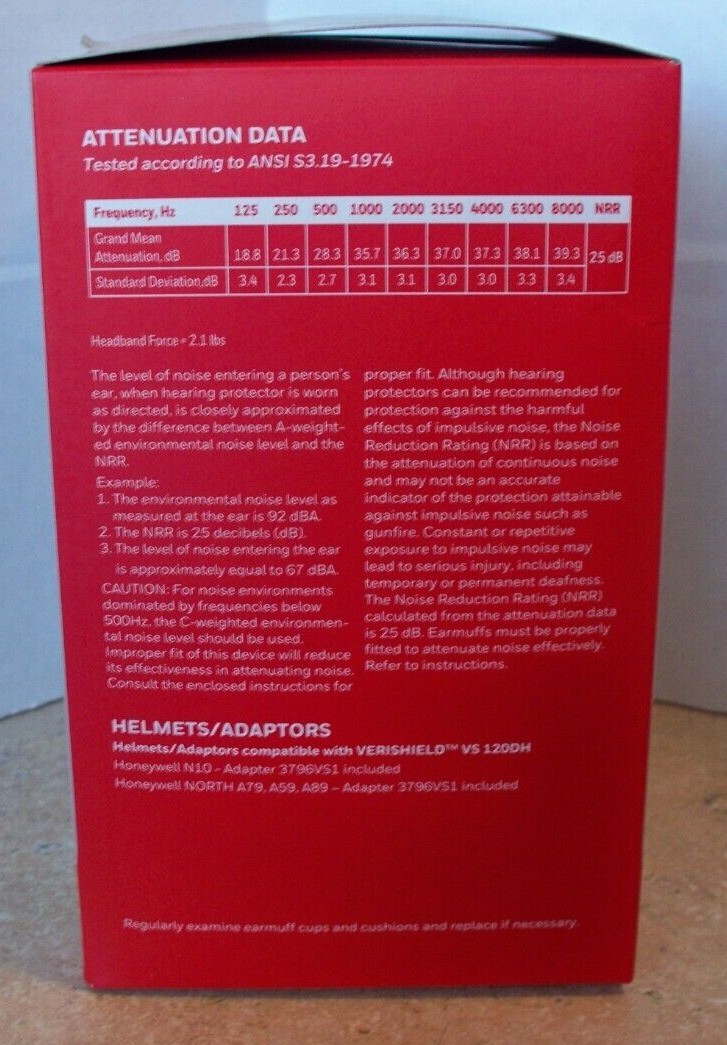 ATTENUATION DATA
Tested according to ANSI S3.19-1974
Frequency, Hz 125 250 500 1000 2000 3150 4000 6300 8000 NRR
Grand Mean
Attenuation, dB 18.8 21.3 28.3 35.7 36.3 37.0 37.3 38.1 39.3 25 dB
Standard Deviation,dB 3.4 2.3 2.7 3.1 3.1 3.0 3.0 3.3 3.4
Headband Force = 2.1 lbs
The level of noise entering a person's
ear, when hearing protector is worn
as directed, is closely approximated
by the difference between A-weight-
ed environmental noise level and the
NRR.
Example:
1. The environmental noise level as
measured at the ear is 92 dBA.
2. The NRR is 25 decibels (dB).
3. The level of noise entering the ear
is approximately equal to 67 dBA.
CAUTION: For noise environments
dominated by frequencies below
500Hz, the C-weighted environmen-
tal noise level should be used.
Improper fit of this device will reduce
its effectiveness in attenuating noise.
Consult the enclosed instructions for
proper fit. Although hearing
protectors can be recommended for
protection against the harmful
effects of impulsive noise, the Noise
Reduction Rating (NRR) is based on
the attenuation of continuous noise
and may not be an accurate
indicator of the protection attainable
against impulsive noise such as
gunfire. Constant or repetitive
exposure to impulsive noise may
lead to serious injury, including
temporary or permanent deafness.
The Noise Reduction Rating (NRR)
calculated from the attenuation data
is 25 dB. Earmuffs must be properly
fitted to attenuate noise effectively.
Refer to instructions.
HELMETS/ADAPTORS
Helmets/Adaptors compatible with VERISHIELD™ VS 120DH
Honeywell N10 - Adapter 3796VS1 included
Honeywell NORTH A79, A59, A89 – Adapter 3796VS1 included
Regularly examine earmuff cups and cushions and replace if necessary.